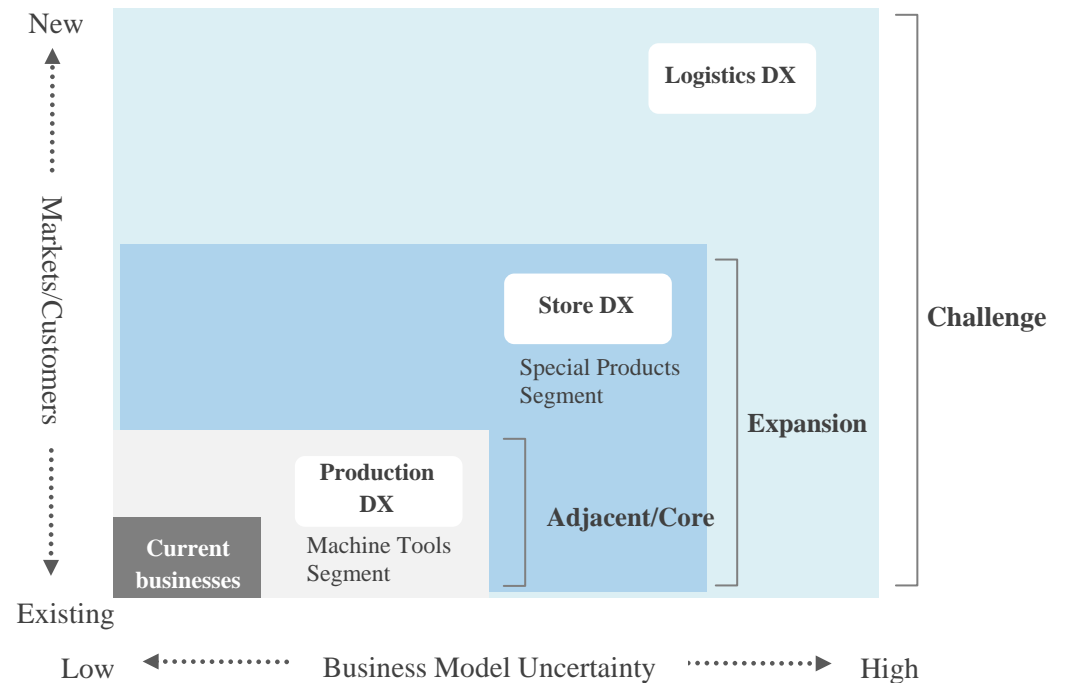 New
Logistics DX
Markets/Customers
Store DX
Challenge
Special Products
Segment
Expansion
Production
DX
Adjacent/Core
Machine Tools
Segment
Current
businesses
Existing
Low
Business Model Uncertainty
High